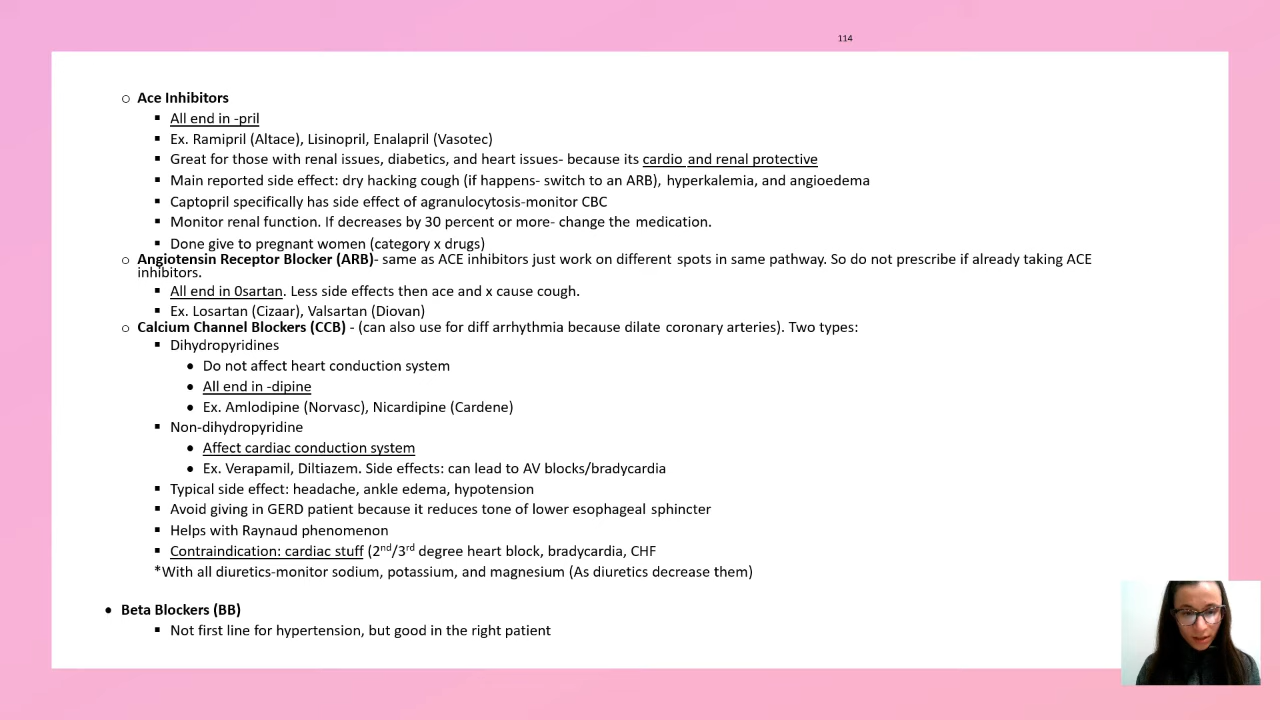 114
○ Ace Inhibitors
▪ All end in -pril
▪ Ex. Ramipril (Altace), Lisinopril, Enalapril (Vasotec)
▪ Great for those with renal issues, diabetics, and heart issues- because its cardio and renal protective
▪ Main reported side effect: dry hacking cough (if happens- switch to an ARB), hyperkalemia, and angioedema
▪ Captopril specifically has side effect of agranulocytosis-monitor CBC
▪ Monitor renal function. If decreases by 30 percent or more- change the medication.
▪ Done give to pregnant women (category x drugs)
○ Angiotensin Receptor Blocker (ARB)- same as ACE inhibitors just work on different spots in same pathway. So do not prescribe if already taking ACE
inhibitors.
▪ All end in 0sartan. Less side effects then ace and x cause cough.
▪ Ex. Losartan (Cizaar), Valsartan (Diovan)
○ Calcium Channel Blockers (CCB) - (can also use for diff arrhythmia because dilate coronary arteries). Two types:
▪ Dihydropyridines
● Do not affect heart conduction system
● All end in -dipine
● Ex. Amlodipine (Norvasc), Nicardipine (Cardene)
▪ Non-dihydropyridine
● Affect cardiac conduction system
● Ex. Verapamil, Diltiazem. Side effects: can lead to AV blocks/bradycardia
▪ Typical side effect: headache, ankle edema, hypotension
▪ Avoid giving in GERD patient because it reduces tone of lower esophageal sphincter
▪ Helps with Raynaud phenomenon
▪ Contraindication: cardiac stuff (2nd/3rd degree heart block, bradycardia, CHF
*With all diuretics-monitor sodium, potassium, and magnesium (As diuretics decrease them)
● Beta Blockers (BB)
▪ Not first line for hypertension, but good in the right patient